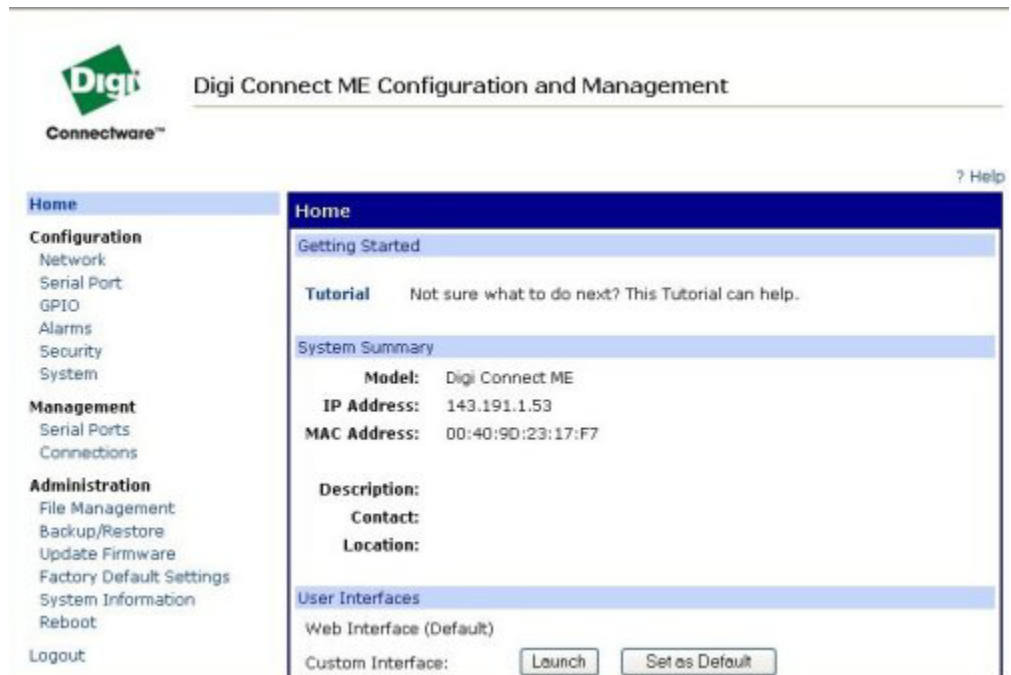 Digi
Connectware™
Digi Connect ME Configuration and Management
? Help
Home
Configuration
Network
Serial Port
GPIO
Alarms
Security
System
Management
Serial Ports
Connections
Administration
File Management
Backup/Restore
Update Firmware
Factory Default Settings
System Information
Reboot
Logout
Home
Getting Started
Tutorial Not sure what to do next? This Tutorial can help.
System Summary
Model: Digi Connect ME
IP Address: 143.191.1.53
MAC Address: 00:40:9D:23:17:F7
Description:
Contact:
Location:
User Interfaces
Web Interface (Default)
Custom Interface: Launch Set as Default